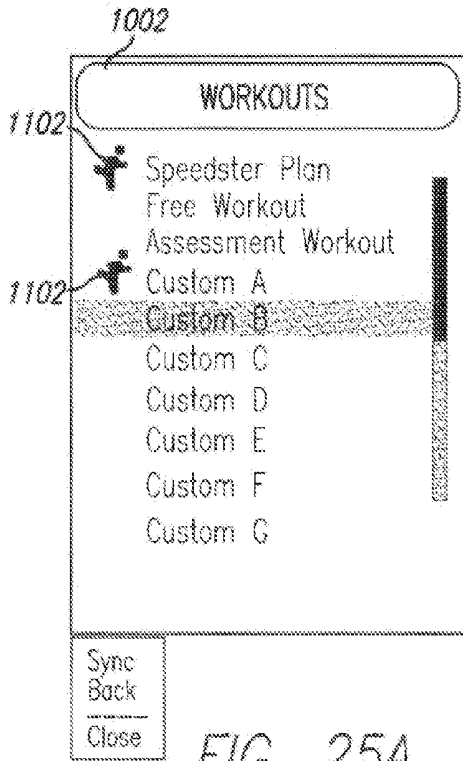 1002
WORKOUTS
1102
Speedster Plan
Free Workout
Assessment Workout
1102
Custom A
Custom B
Custom C
Custom D
Custom E
Custom F
Custom G
Sync
Back
Close
FIG. 25A